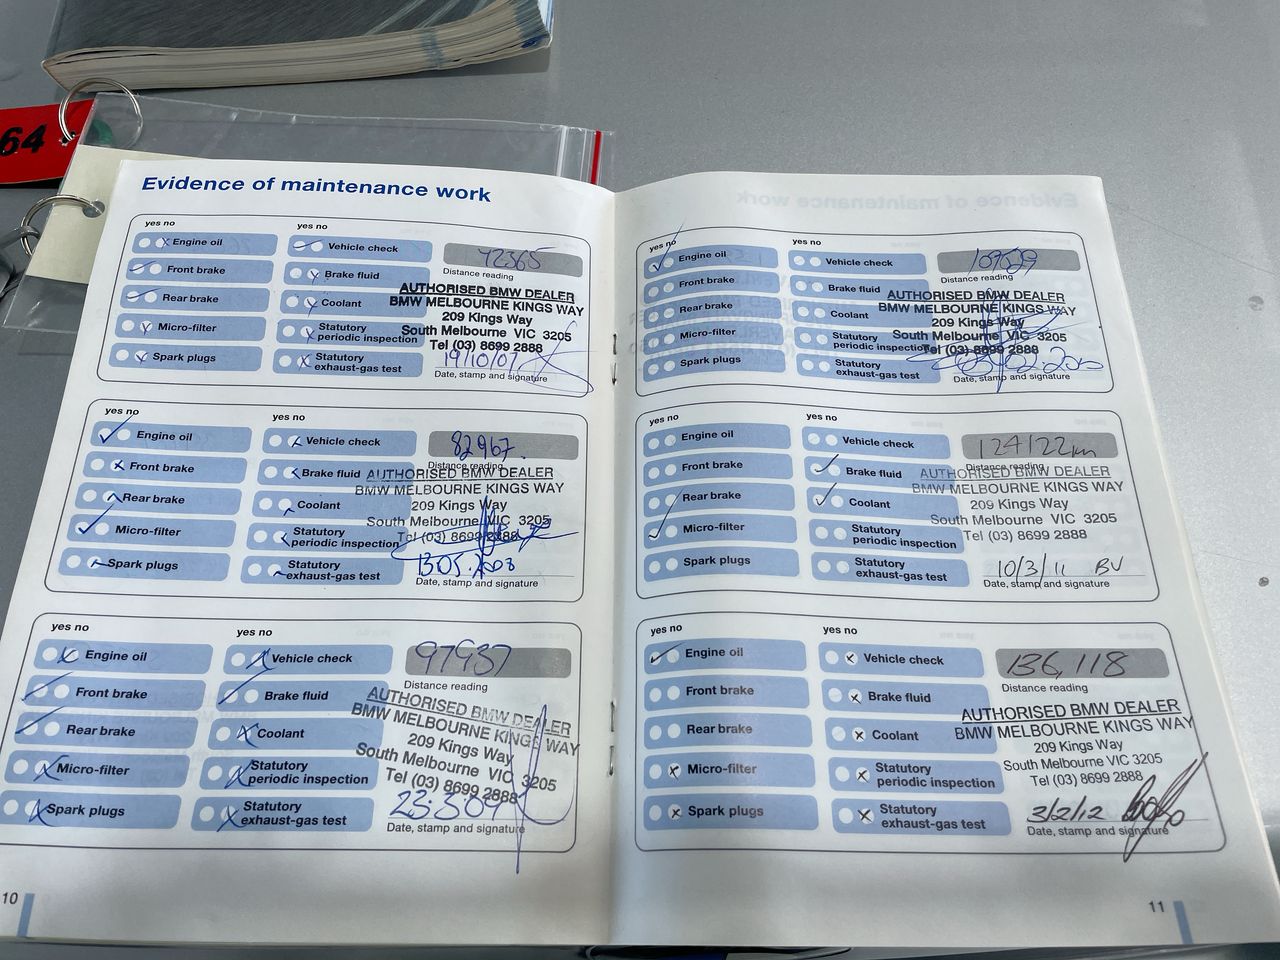 64
Evidence of maintenance work
yes no
yes no
Engine oil
Vehicle check
72365
Front brake
Brake fluid
Distance reading
Rear brake
Coolant
AUTHORISED BMW DEALER
BMW MELBOURNE KINGS WAY
209 Kings Way
Micro-filter
Statutory
periodic inspection
South Melbourne VIC 3205
Tel (03) 8699 2888
Spark plugs
Statutory
exhaust-gas test
19/10/07
Date, stamp and signature
yes no
yes no
Engine oil
Vehicle check
82967.
Distance reading
Front brake
Brake fluid
AUTHORISED BMW DEALER
BMW MELBOURNE KINGS WAY
Rear brake
Coolant
209 Kings Way
South Melbourne VIC 3205
Micro-filter
Statutory
periodic inspection
Tel (03) 8699 2888
Spark plugs
Statutory
exhaust-gas test
Date, stamp and signature
yes no
yes no
Engine oil
Vehicle check
97937
Distance reading
Front brake
Brake fluid
AUTHORISED BMW DEALER
BMW MELBOURNE KINGS WAY
Rear brake
Coolant
209 Kings Way
South Melbourne VIC 3205
Micro-filter
Statutory
periodic inspection
Tel (03) 8699 2888
Spark plugs
Statutory
exhaust-gas test
23.3.09
Date, stamp and signature
10
yes no
yes no
Engine oil
Vehicle check
Distance reading
Front brake
Brake fluid
AUTHORISED BMW DEALER
BMW MELBOURNE KINGS WAY
Rear brake
Coolant
209 Kings Way
Micro-filter
Statutory
periodic inspection
South Melbourne VIC 3205
Tel (03) 8699 2888
Spark plugs
Statutory
exhaust-gas test
Date, stamp and signature
yes no
yes no
Engine oil
Vehicle check
124122km
Distance reading
Front brake
Brake fluid
AUTHORISED BMW DEALER
BMW MELBOURNE KINGS WAY
Rear brake
Coolant
209 Kings Way
South Melbourne VIC 3205
Micro-filter
Statutory
periodic inspection
Tel (03) 8699 2888
Spark plugs
Statutory
exhaust-gas test
10/3/11 BV
Date, stamp and signature
yes no
yes no
Engine oil
Vehicle check
136,118
Distance reading
Front brake
Brake fluid
AUTHORISED BMW DEALER
BMW MELBOURNE KINGS WAY
Rear brake
Coolant
209 Kings Way
South Melbourne VIC 3205
Micro-filter
Statutory
periodic inspection
Tel (03) 8699 2888
Spark plugs
Statutory
exhaust-gas test
3/2/12
Date, stamp and signature
11